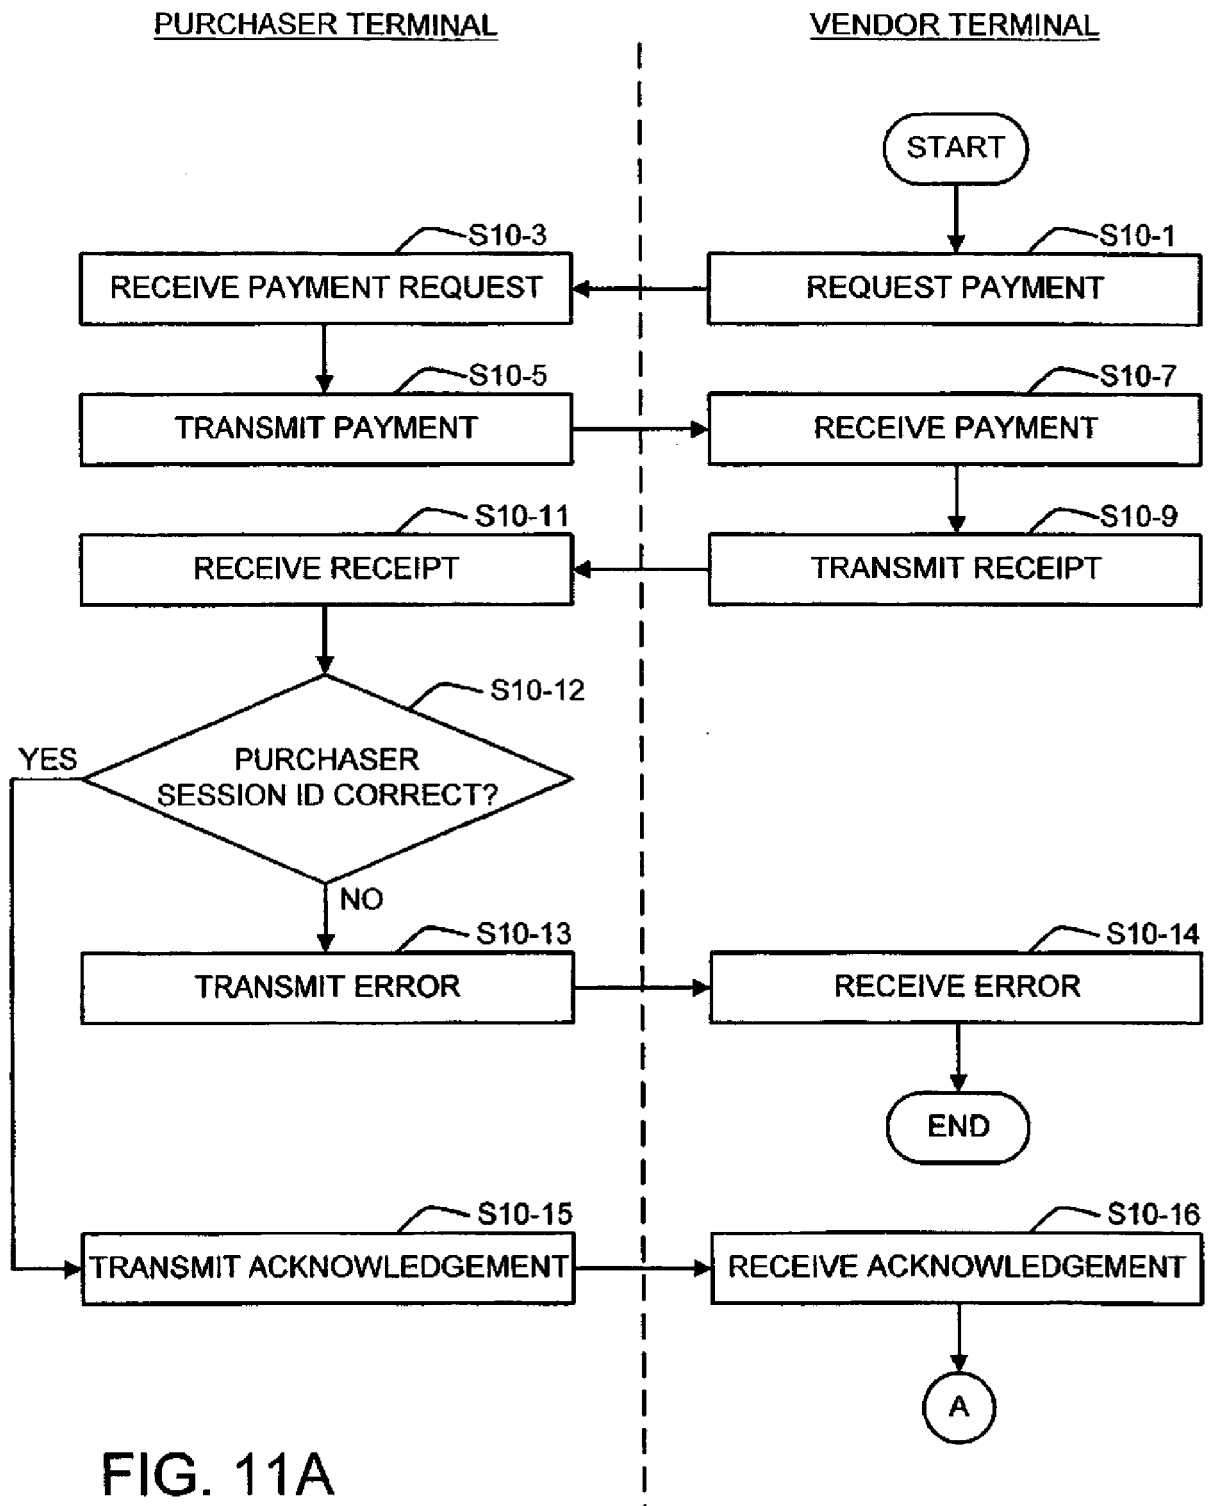 PURCHASER TERMINAL
VENDOR TERMINAL
START
S10-3
S10-1
RECEIVE PAYMENT REQUEST
REQUEST PAYMENT
S10-5
S10-7
TRANSMIT PAYMENT
RECEIVE PAYMENT
S10-11
S10-9
RECEIVE RECEIPT
TRANSMIT RECEIPT
S10-12
YES
PURCHASER
SESSION ID CORRECT?
NO
S10-13
S10-14
TRANSMIT ERROR
RECEIVE ERROR
END
S10-15
S10-16
TRANSMIT ACKNOWLEDGEMENT
RECEIVE ACKNOWLEDGEMENT
A
FIG. 11A